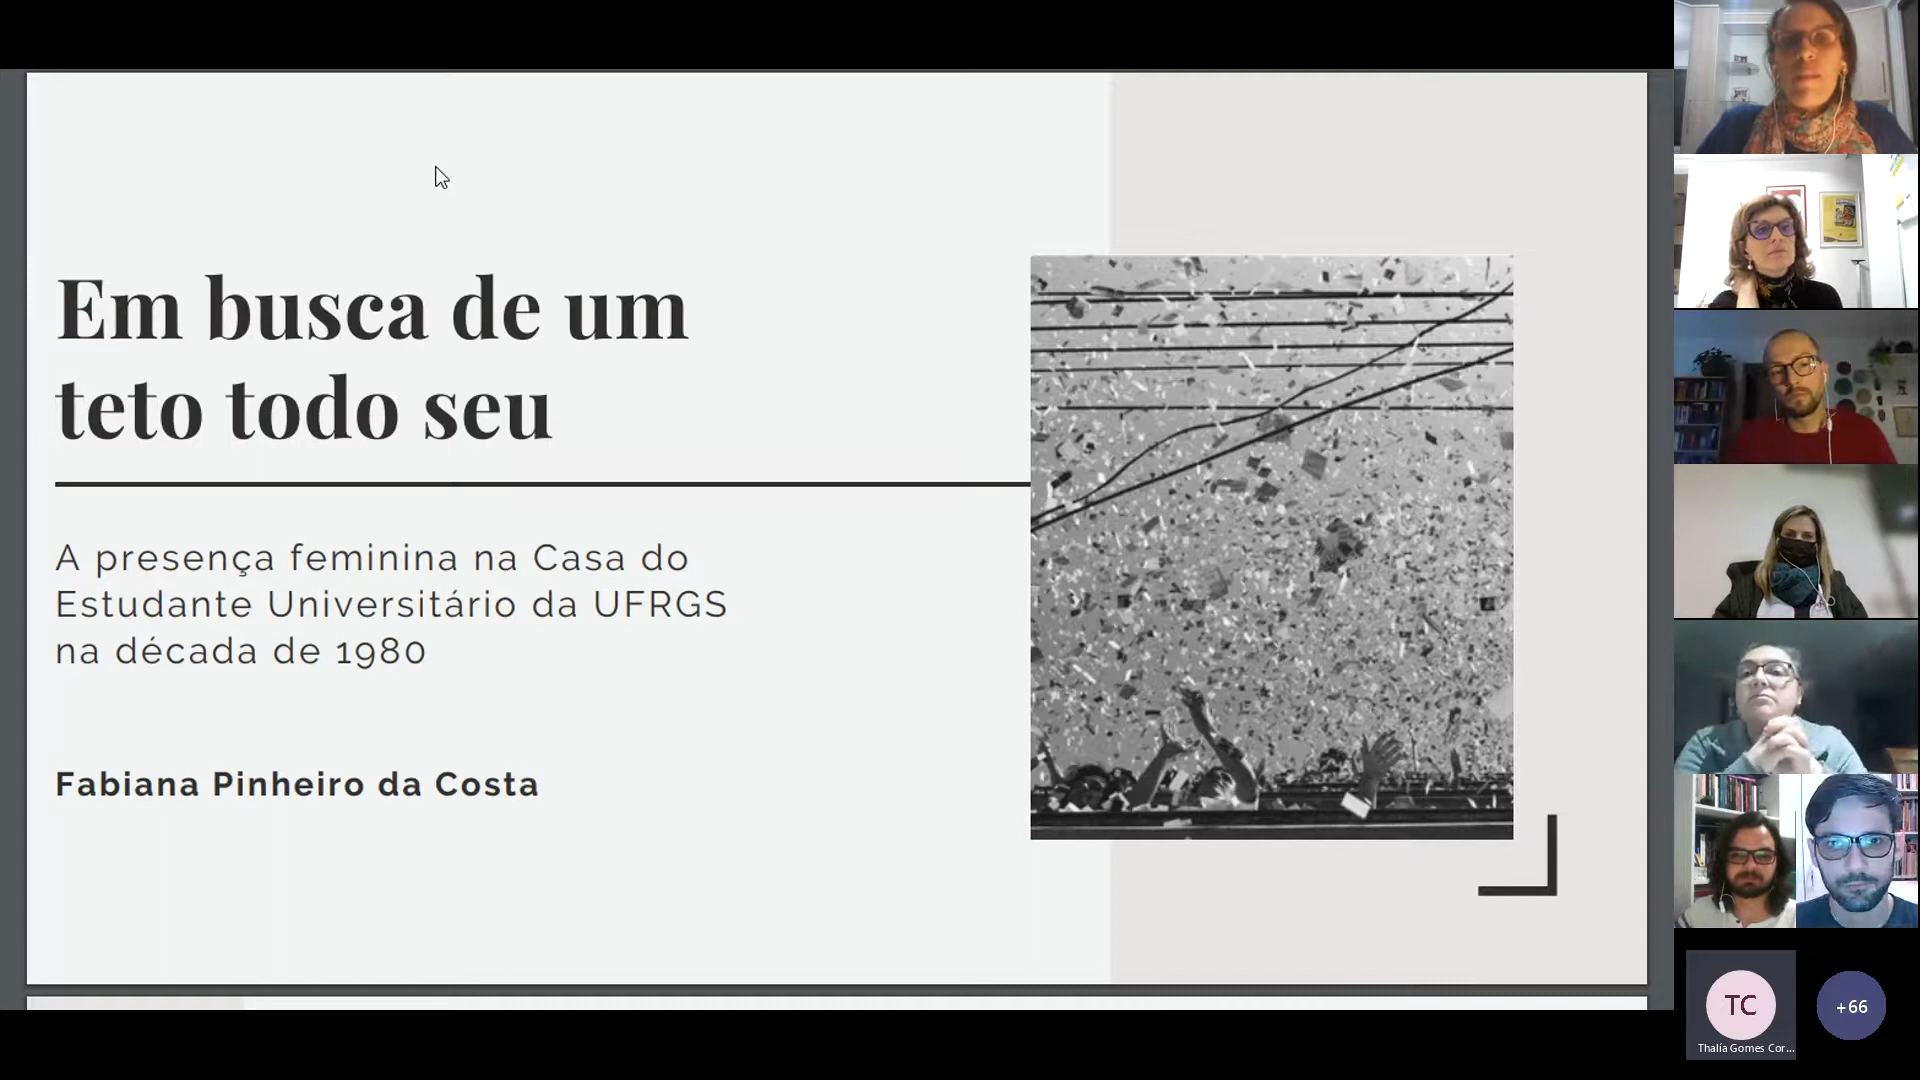 Em busca de um
teto todo seu
A presença feminina na Casa do
Estudante Universitário da UFRGS
na década de 1980
Fabiana Pinheiro da Costa
TC
Thalía Gomes Cor...
+66